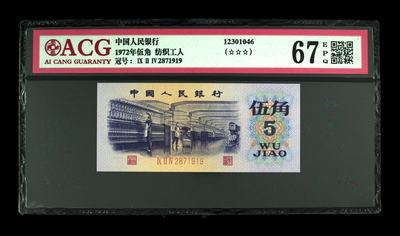 ACG
AI CANG GUARANTY
中国人民银行
1972年伍角 纺织工人
冠号： IX II IV 2871919
12301046
(☆☆☆)
67 EPQ
中国人民银行
伍角
5
WU
JIAO
IX II IV 2871919